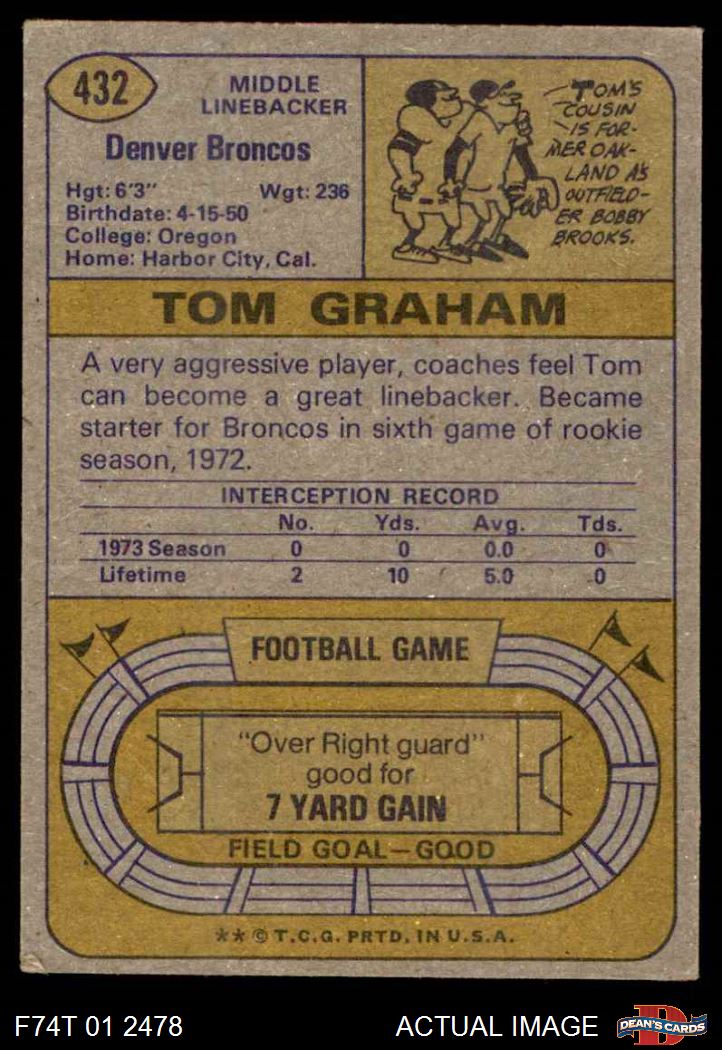 432
MIDDLE
LINEBACKER
Denver Broncos
Hgt: 6'3" Wgt: 236
Birthdate: 4-15-50
College: Oregon
Home: Harbor City, Cal.
TOM'S
COUSIN
IS FOR-
MER OAK-
LAND A'S
OUTFIELD-
ER BOBBY
BROOKS.
TOM GRAHAM
A very aggressive player, coaches feel Tom
can become a great linebacker. Became
starter for Broncos in sixth game of rookie
season, 1972.
INTERCEPTION RECORD
No. Yds. Avg. Tds.
1973 Season 0 0 0.0 0
Lifetime 2 10 5.0 0
FOOTBALL GAME
"Over Right guard"
good for
7 YARD GAIN
FIELD GOAL—GOOD
** © T.C.G. PRTD. IN U.S.A.
F74T 01 2478 ACTUAL IMAGE
D
DEAN'S CARDS